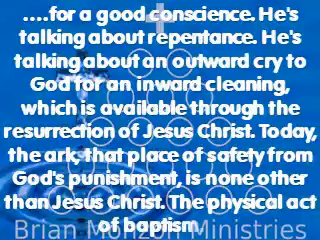 ….for a good conscience. He's
talking about repentance. He's
talking about an outward cry to
God for an inward cleaning,
which is available through the
resurrection of Jesus Christ. Today,
the ark, that place of safety from
God's punishment, is none other
than Jesus Christ. The physical act
of baptism
Brian Monzon Ministries